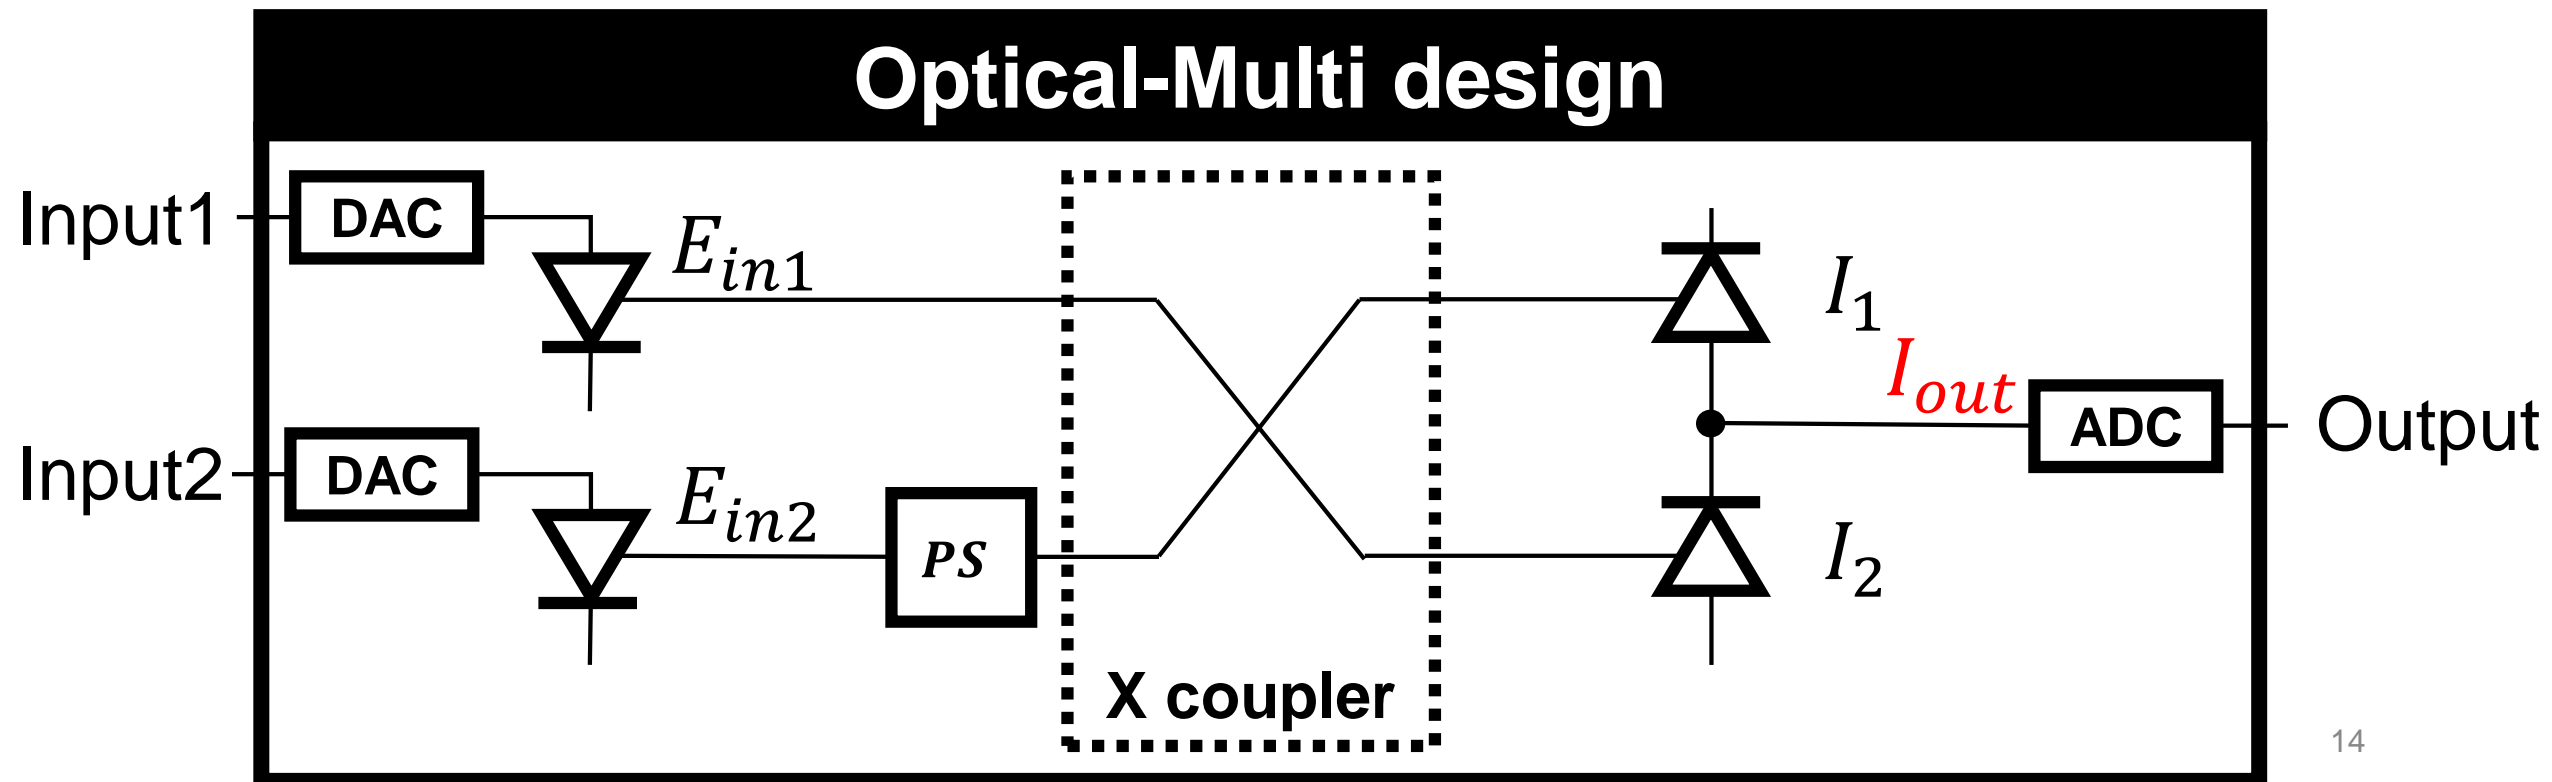 Optical-Multi design
Input1
DAC
E_in1
I_1
I_out
ADC
Output
Input2
DAC
E_in2
PS
I_2
X coupler
14